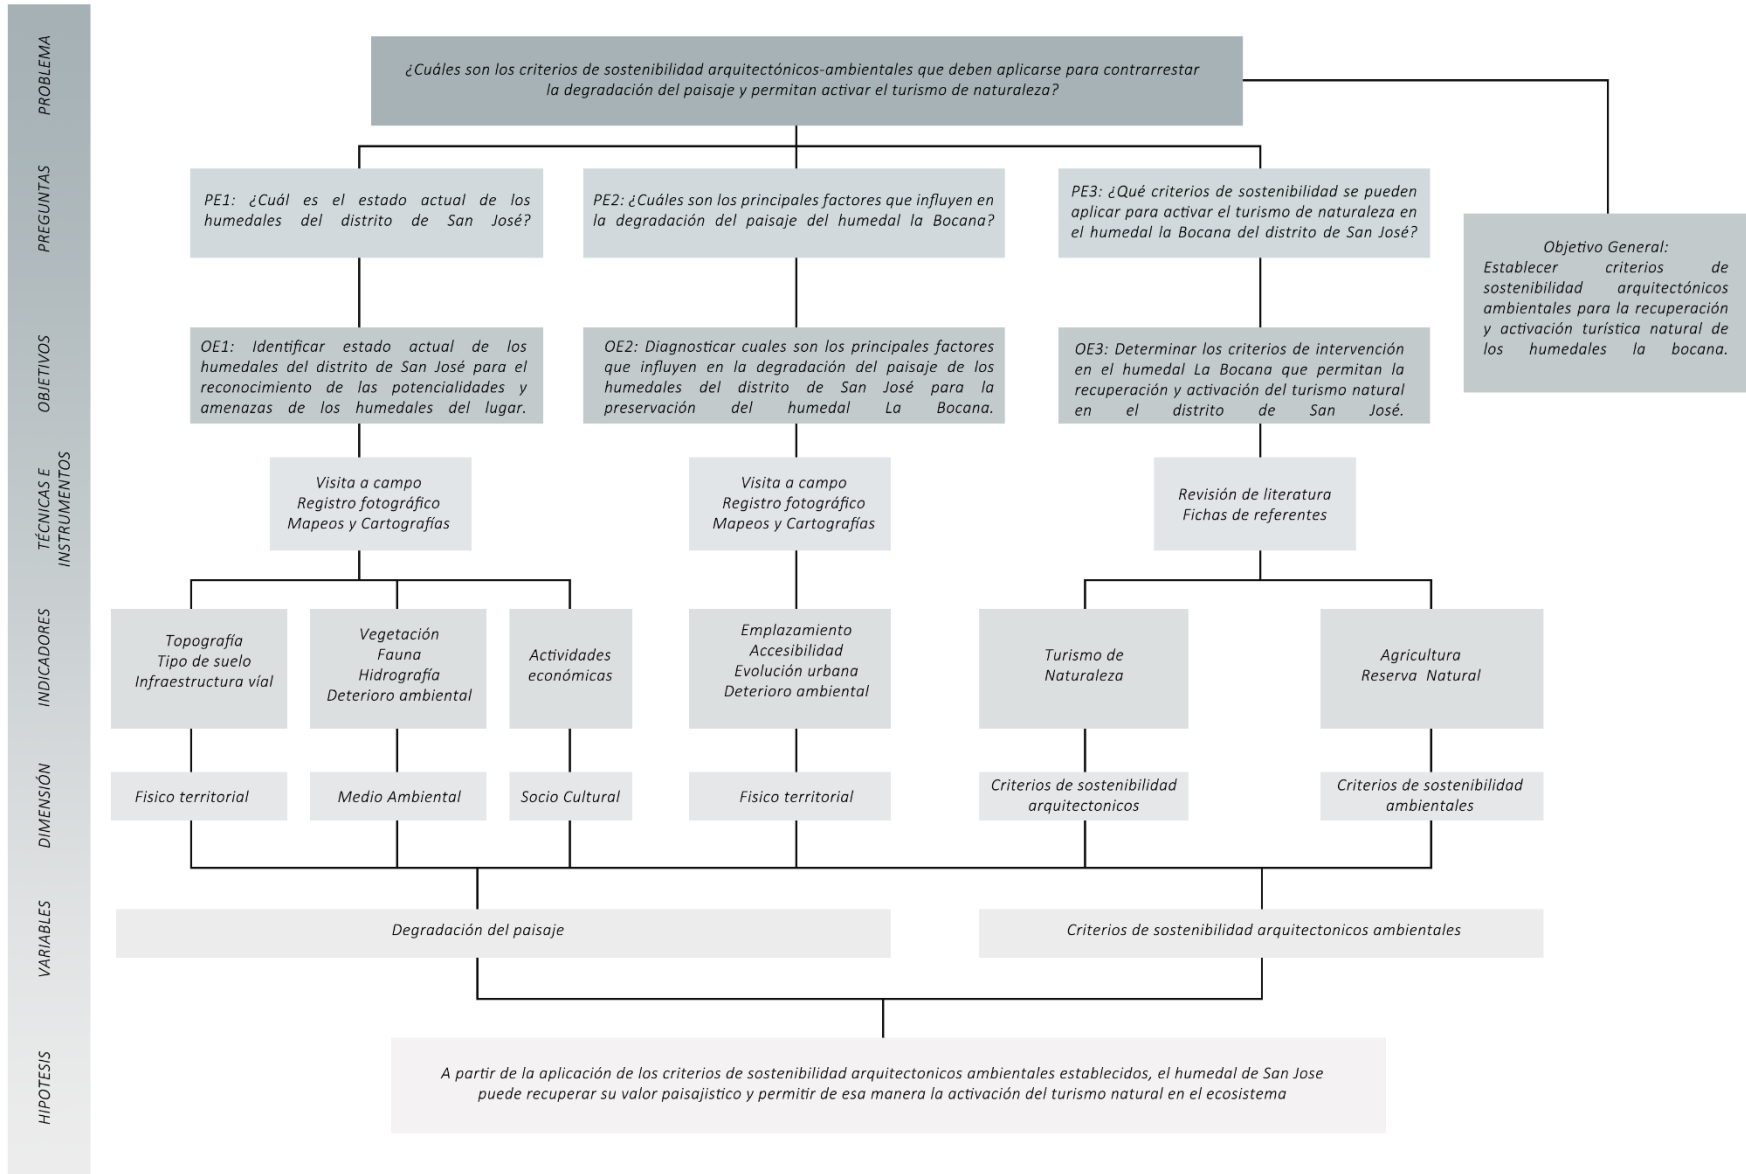 PROBLEMA
¿Cuáles son los criterios de sostenibilidad arquitectónicos-ambientales que deben aplicarse para contrarrestar
la degradación del paisaje y permitan activar el turismo de naturaleza?
PREGUNTAS
PE1: ¿Cuál es el estado actual de los
humedales del distrito de San José?
PE2: ¿Cuáles son los principales factores que influyen en
la degradación del paisaje del humedal la Bocana?
PE3: ¿Qué criterios de sostenibilidad se pueden
aplicar para activar el turismo de naturaleza en
el humedal la Bocana del distrito de San José?
Objetivo General:
Establecer criterios de
sostenibilidad arquitectónicos
ambientales para la recuperación
y activación turística natural de
los humedales la bocana.
OBJETIVOS
OE1: Identificar estado actual de los
humedales del distrito de San José para el
reconocimiento de las potencialidades y
amenazas de los humedales del lugar.
OE2: Diagnosticar cuales son los principales factores
que influyen en la degradación del paisaje de los
humedales del distrito de San José para la
preservación del humedal La Bocana.
OE3: Determinar los criterios de intervención
en el humedal La Bocana que permitan la
recuperación y activación del turismo natural
en el distrito de San José.
TÉCNICAS E
INSTRUMENTOS
Visita a campo
Registro fotográfico
Mapeos y Cartografías
Visita a campo
Registro fotográfico
Mapeos y Cartografías
Revisión de literatura
Fichas de referentes
INDICADORES
Topografía
Tipo de suelo
Infraestructura víal
Vegetación
Fauna
Hidrografía
Deterioro ambiental
Actividades
económicas
Emplazamiento
Accesibilidad
Evolución urbana
Deterioro ambiental
Turismo de
Naturaleza
Agricultura
Reserva Natural
DIMENSIÓN
Fisico territorial
Medio Ambiental
Socio Cultural
Fisico territorial
Criterios de sostenibilidad
arquitectonicos
Criterios de sostenibilidad
ambientales
VARIABLES
Degradación del paisaje
Criterios de sostenibilidad arquitectonicos ambientales
HIPOTESIS
A partir de la aplicación de los criterios de sostenibilidad arquitectonicos ambientales establecidos, el humedal de San Jose
puede recuperar su valor paisajistico y permitir de esa manera la activación del turismo natural en el ecosistema